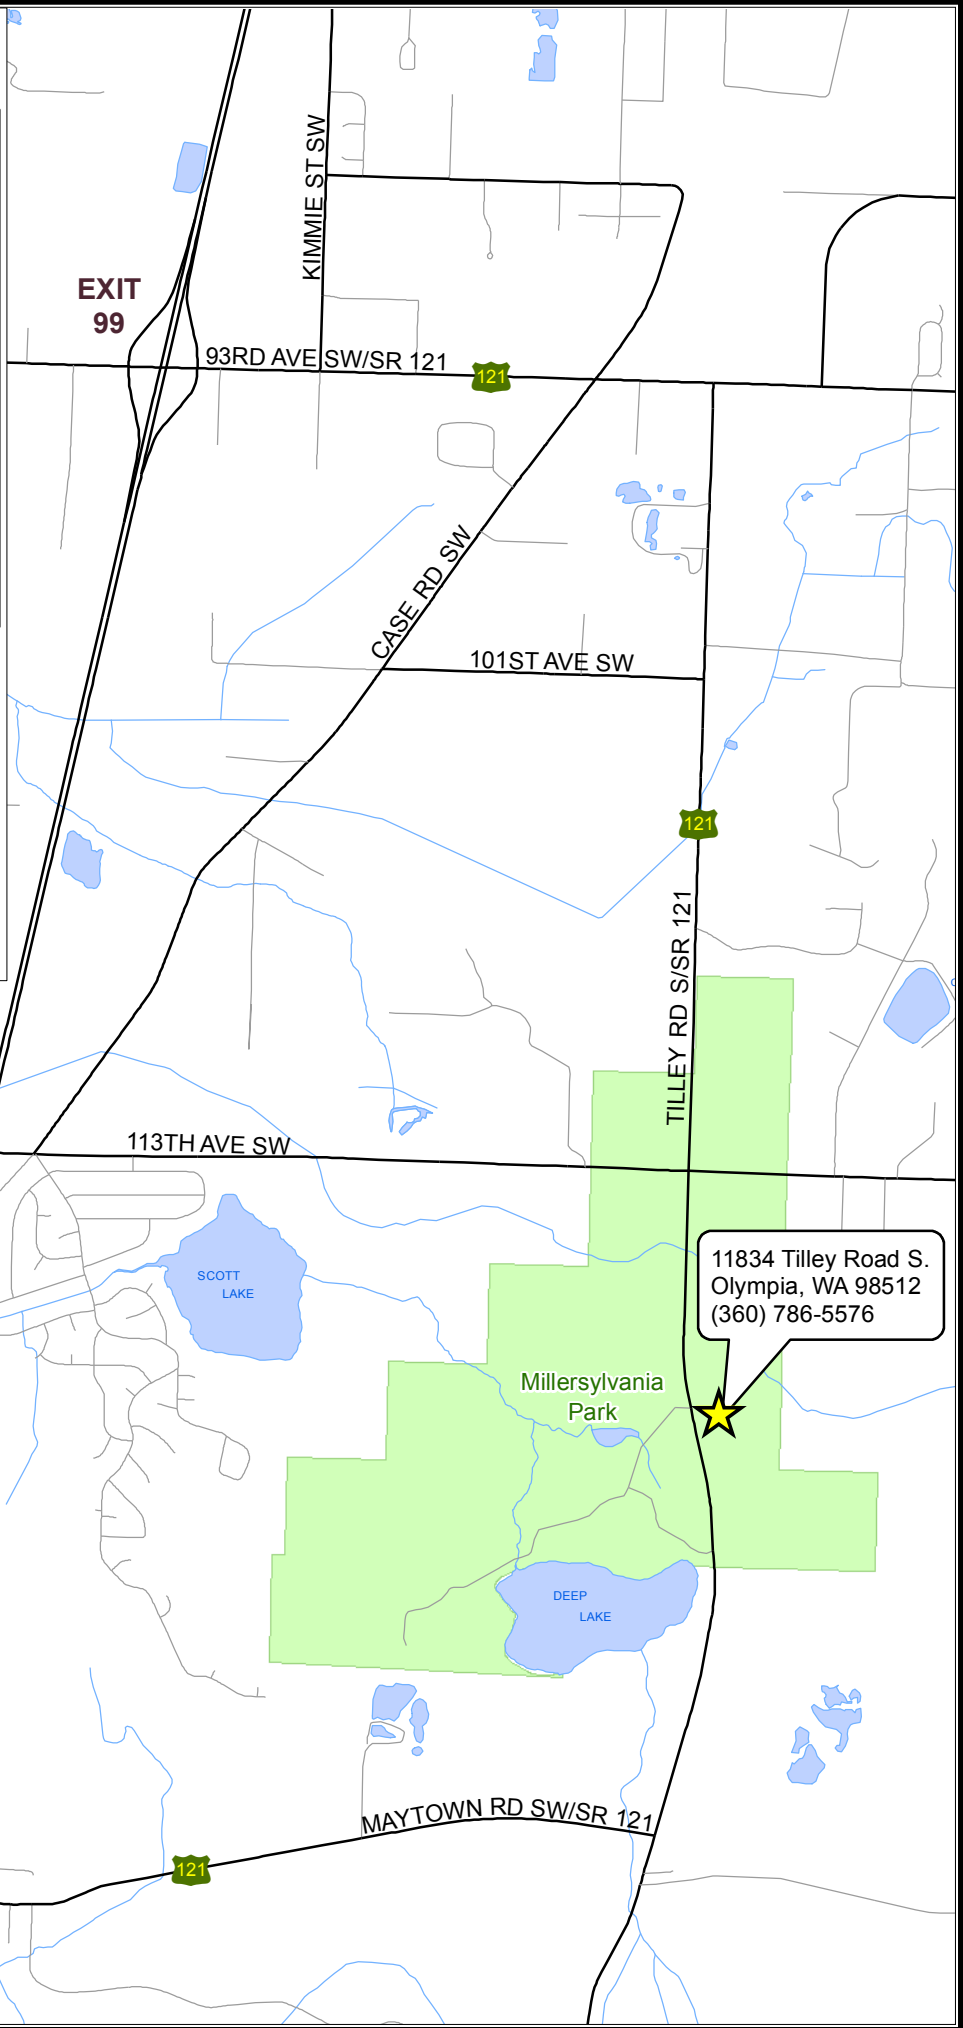 KIMMIE ST SW
EXIT
99
93RD AVE SW/SR 121
121
CASE RD SW
101ST AVE SW
121
TILLEY RD S/SR 121
113TH AVE SW
11834 Tilley Road S.
Olympia, WA 98512
(360) 786-5576
SCOTT
LAKE
Millersylvania
Park
DEEP
LAKE
MAYTOWN RD SW/SR 121
121